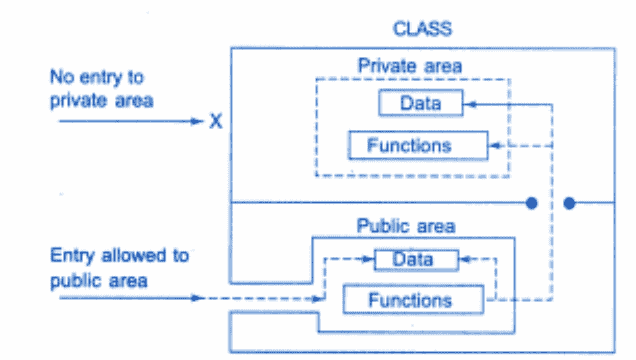 CLASS
Private area
No entry to
private area
X
Data
Functions
Public area
Entry allowed to
public area
Data
Functions